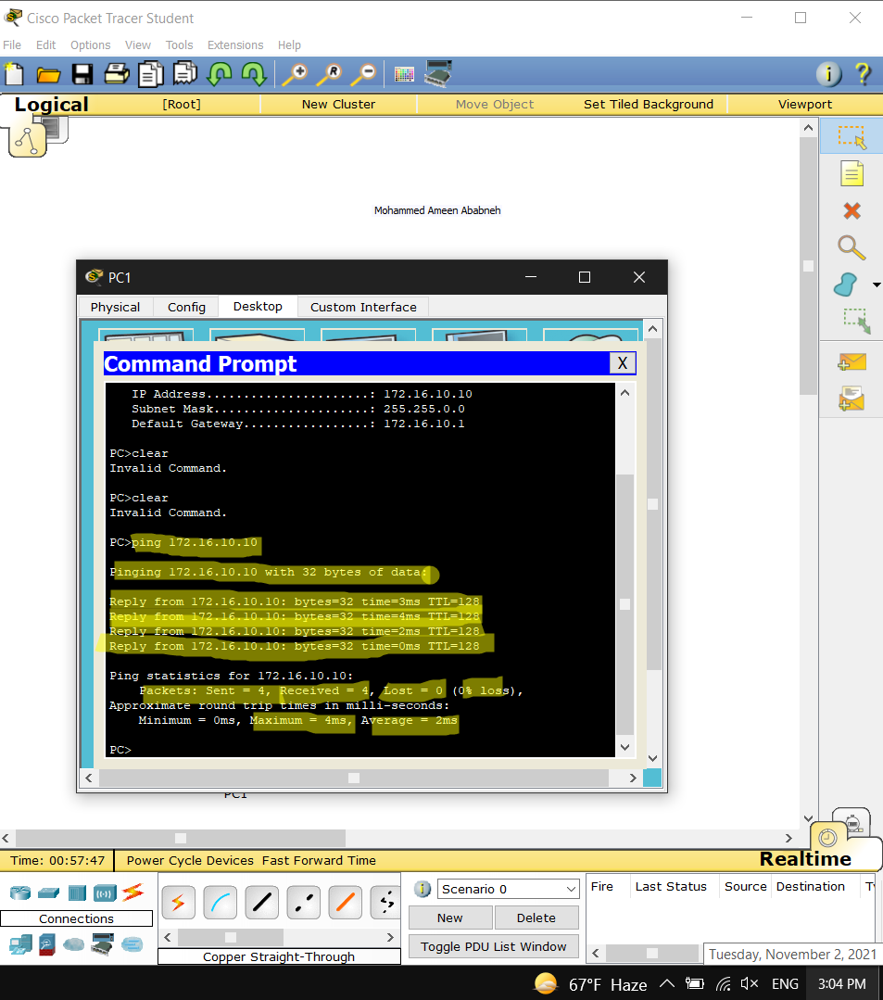 Cisco Packet Tracer Student
File Edit Options View Tools Extensions Help
Logical [Root] New Cluster Move Object Set Tiled Background Viewport
Mohammed Ameen Ababneh
PC1
Physical Config Desktop Custom Interface
Command Prompt X
IP Address......................: 172.16.10.10
Subnet Mask.....................: 255.255.0.0
Default Gateway.................: 172.16.10.1
PC>clear
Invalid Command.
PC>clear
Invalid Command.
PC>ping 172.16.10.10
Pinging 172.16.10.10 with 32 bytes of data:
Reply from 172.16.10.10: bytes=32 time=3ms TTL=128
Reply from 172.16.10.10: bytes=32 time=4ms TTL=128
Reply from 172.16.10.10: bytes=32 time=2ms TTL=128
Reply from 172.16.10.10: bytes=32 time=0ms TTL=128
Ping statistics for 172.16.10.10:
Packets: Sent = 4, Received = 4, Lost = 0 (0% loss),
Approximate round trip times in milli-seconds:
Minimum = 0ms, Maximum = 4ms, Average = 2ms
PC>
PC1
Time: 00:57:47 Power Cycle Devices Fast Forward Time Realtime
Scenario 0
Fire Last Status Source Destination
Connections
New Delete
Toggle PDU List Window
Copper Straight-Through
Tuesday, November 2, 2021
67°F Haze ENG 3:04 PM